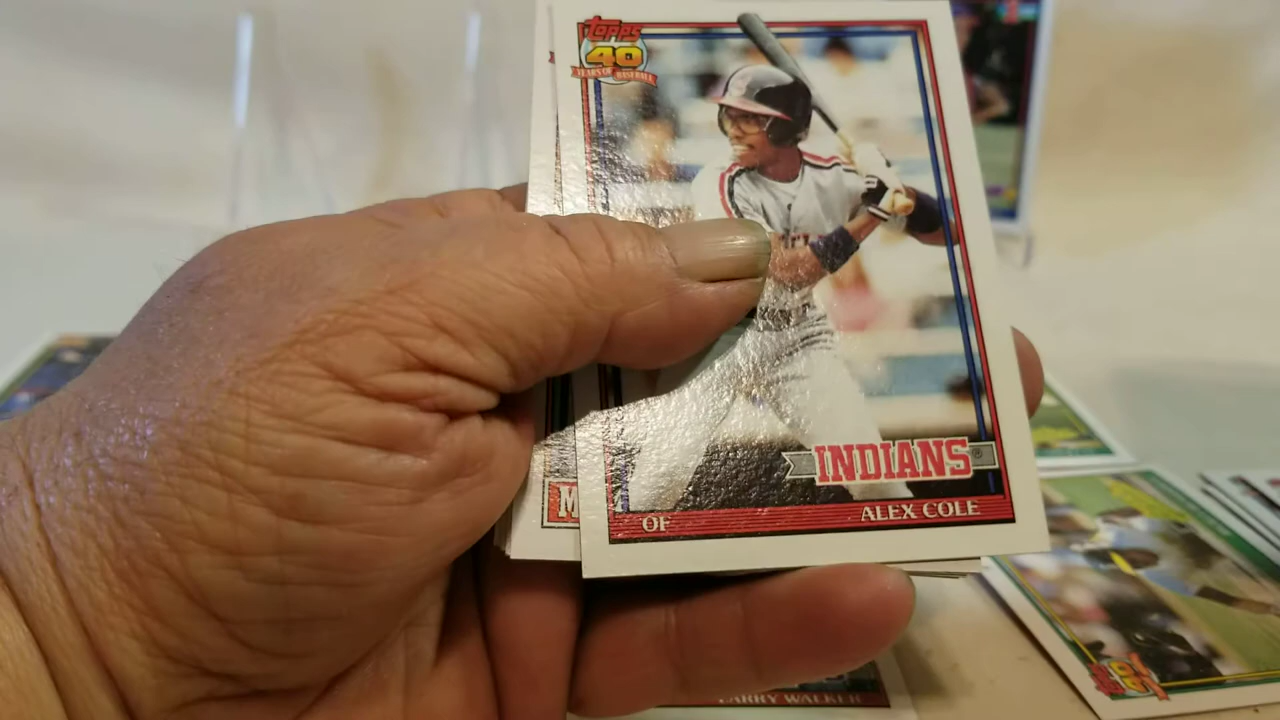 topps
40
YEARS OF BASEBALL
INDIANS®
OF ALEX COLE
M
LARRY WALKER